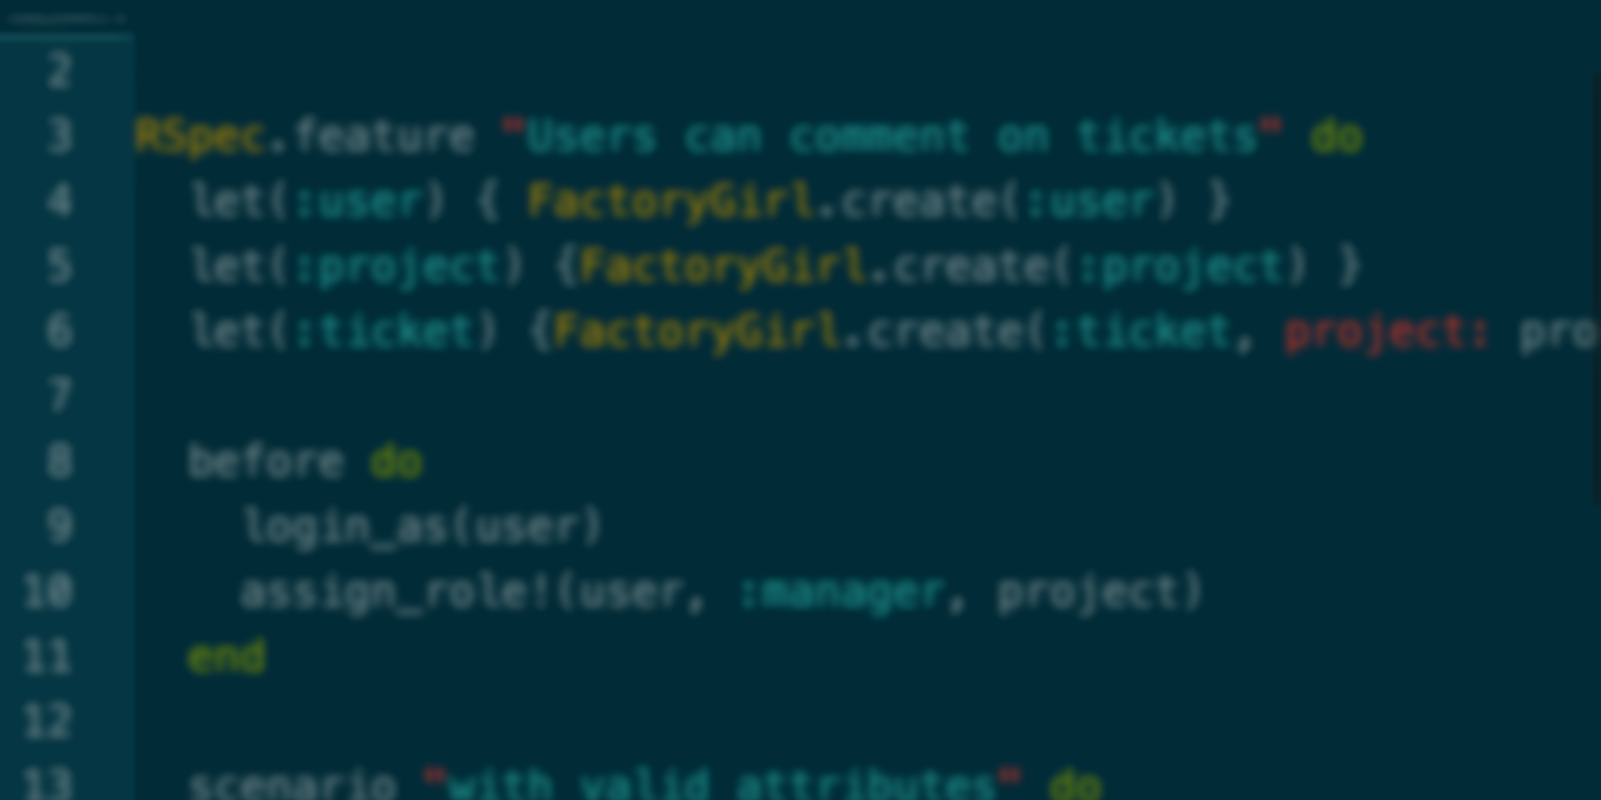 2
3 RSpec.feature "Users can comment on tickets" do
4 let(:user) { FactoryGirl.create(:user) }
5 let(:project) {FactoryGirl.create(:project) }
6 let(:ticket) {FactoryGirl.create(:ticket, project: pro
7
8 before do
9 login_as(user)
10 assign_role!(user, :manager, project)
11 end
12
13 scenario "with valid attributes" do